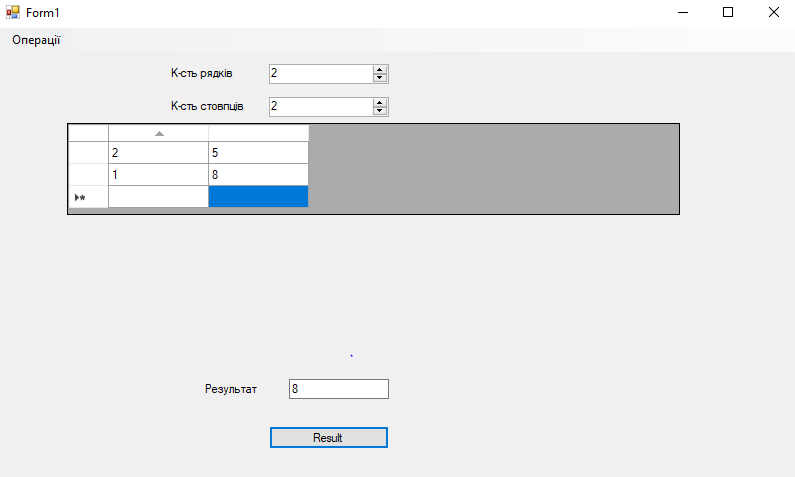 Form1
Операції
К-сть рядків 2
К-сть стовпців 2
2 5
1 8
Результат 8
Result